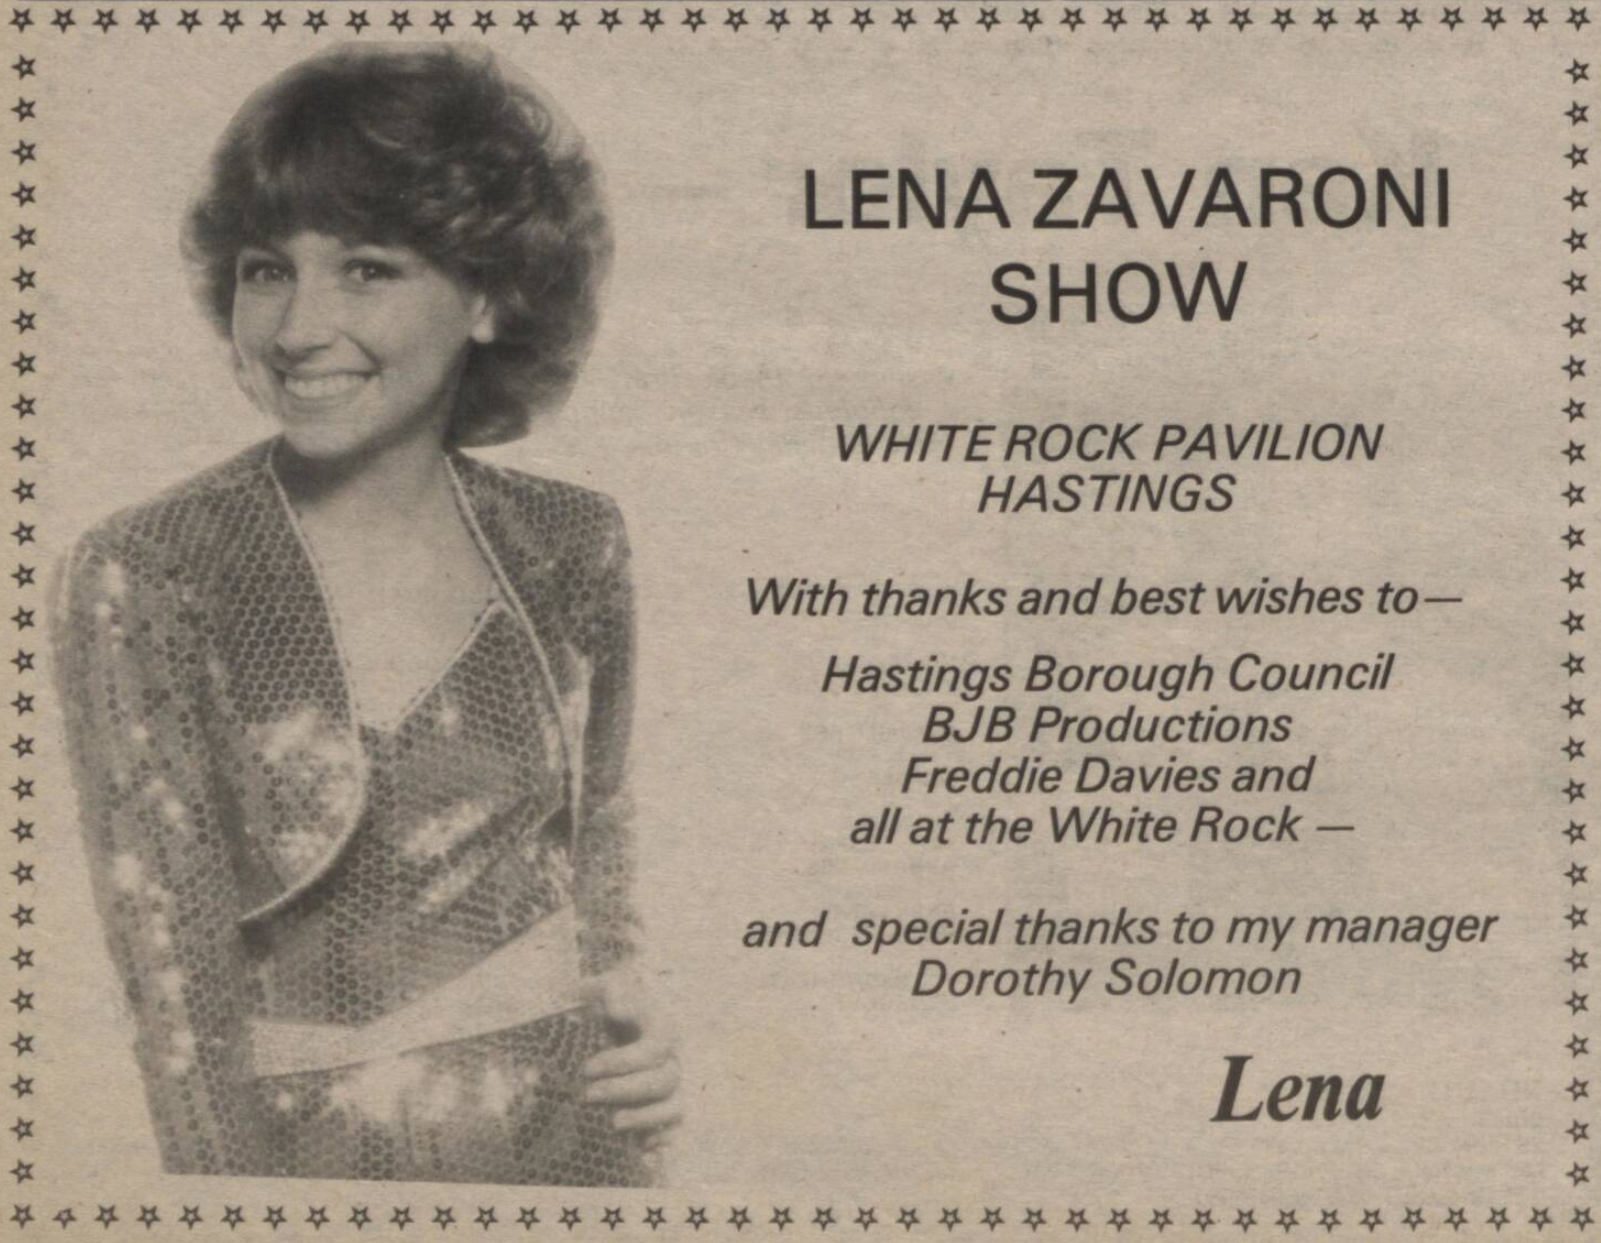 LENA ZAVARONI
SHOW
WHITE ROCK PAVILION
HASTINGS
With thanks and best wishes to—
Hastings Borough Council
BJB Productions
Freddie Davies and
all at the White Rock —
and special thanks to my manager
Dorothy Solomon
Lena